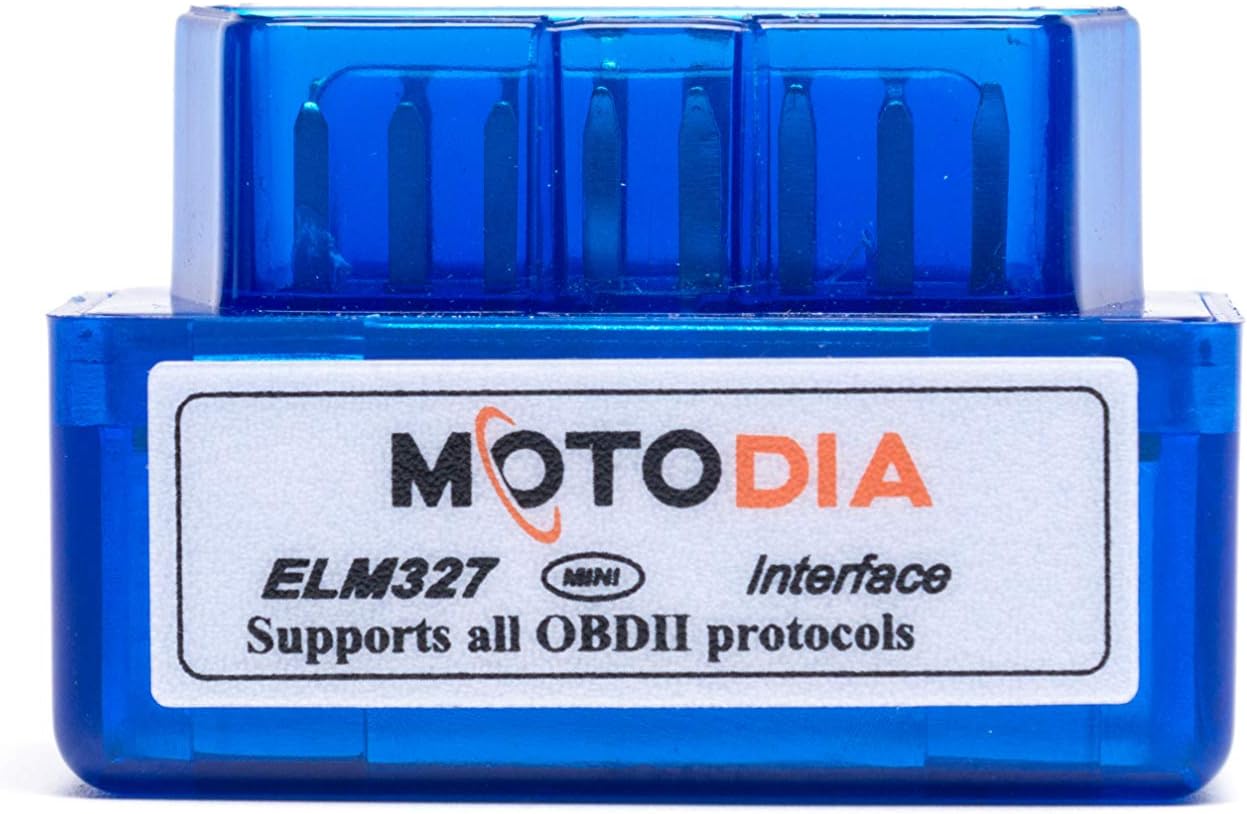 MOTODIA
ELM327 MINI Interface
Supports all OBDII protocols